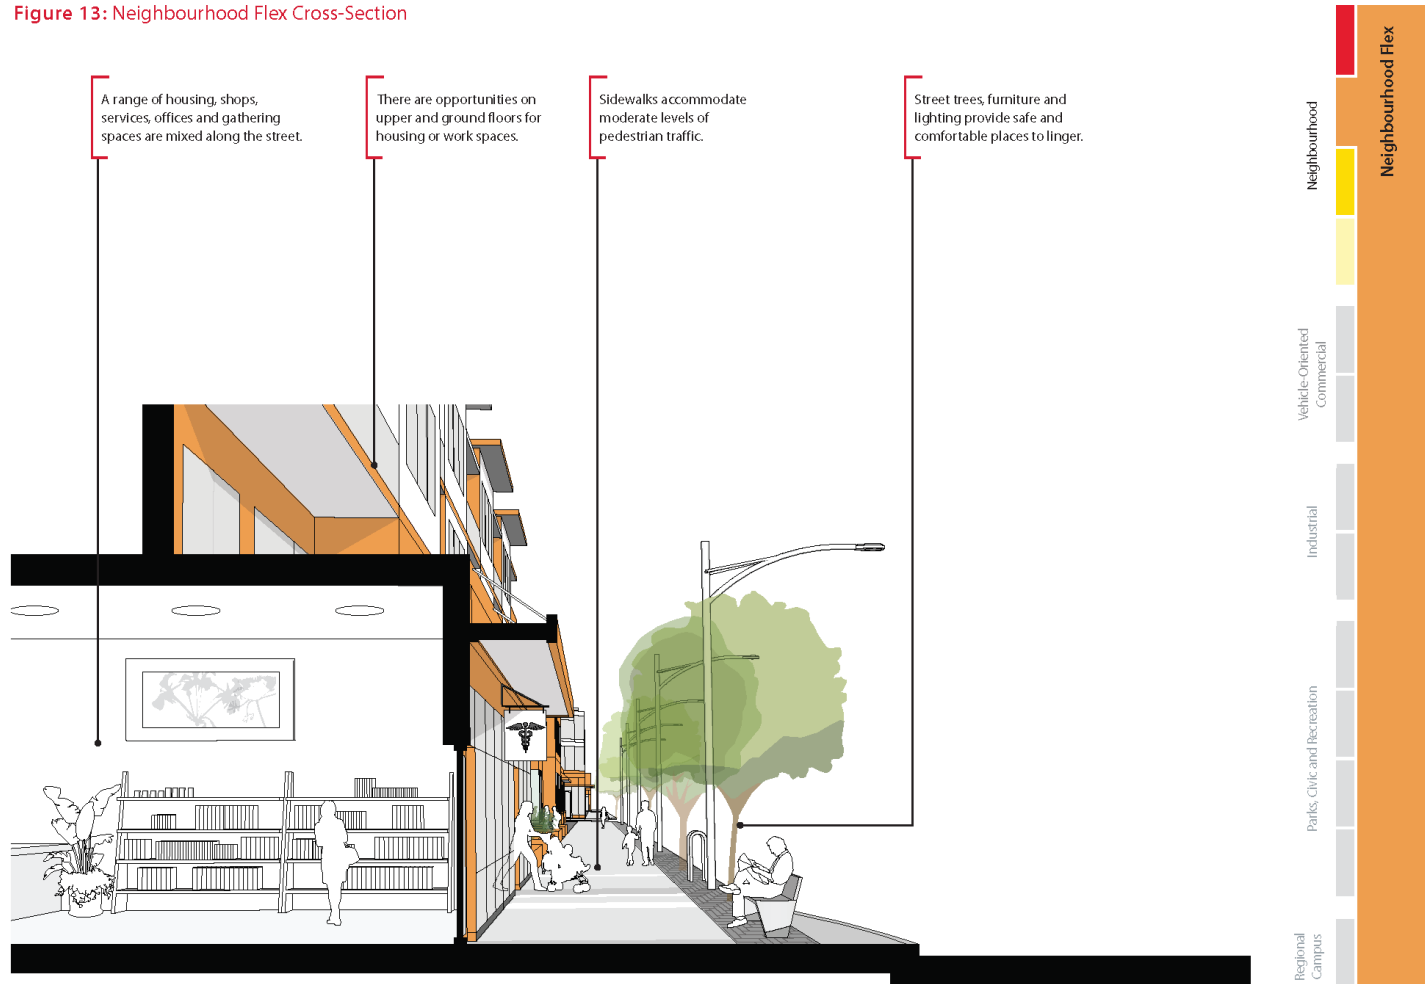 Figure 13: Neighbourhood Flex Cross-Section
A range of housing, shops,
services, offices and gathering
spaces are mixed along the street.
There are opportunities on
upper and ground floors for
housing or work spaces.
Sidewalks accommodate
moderate levels of
pedestrian traffic.
Street trees, furniture and
lighting provide safe and
comfortable places to linger.
Neighbourhood Flex
Neighbourhood
Vehicle-Oriented
Commercial
Industrial
Parks, Civic and Recreation
Regional
Campus